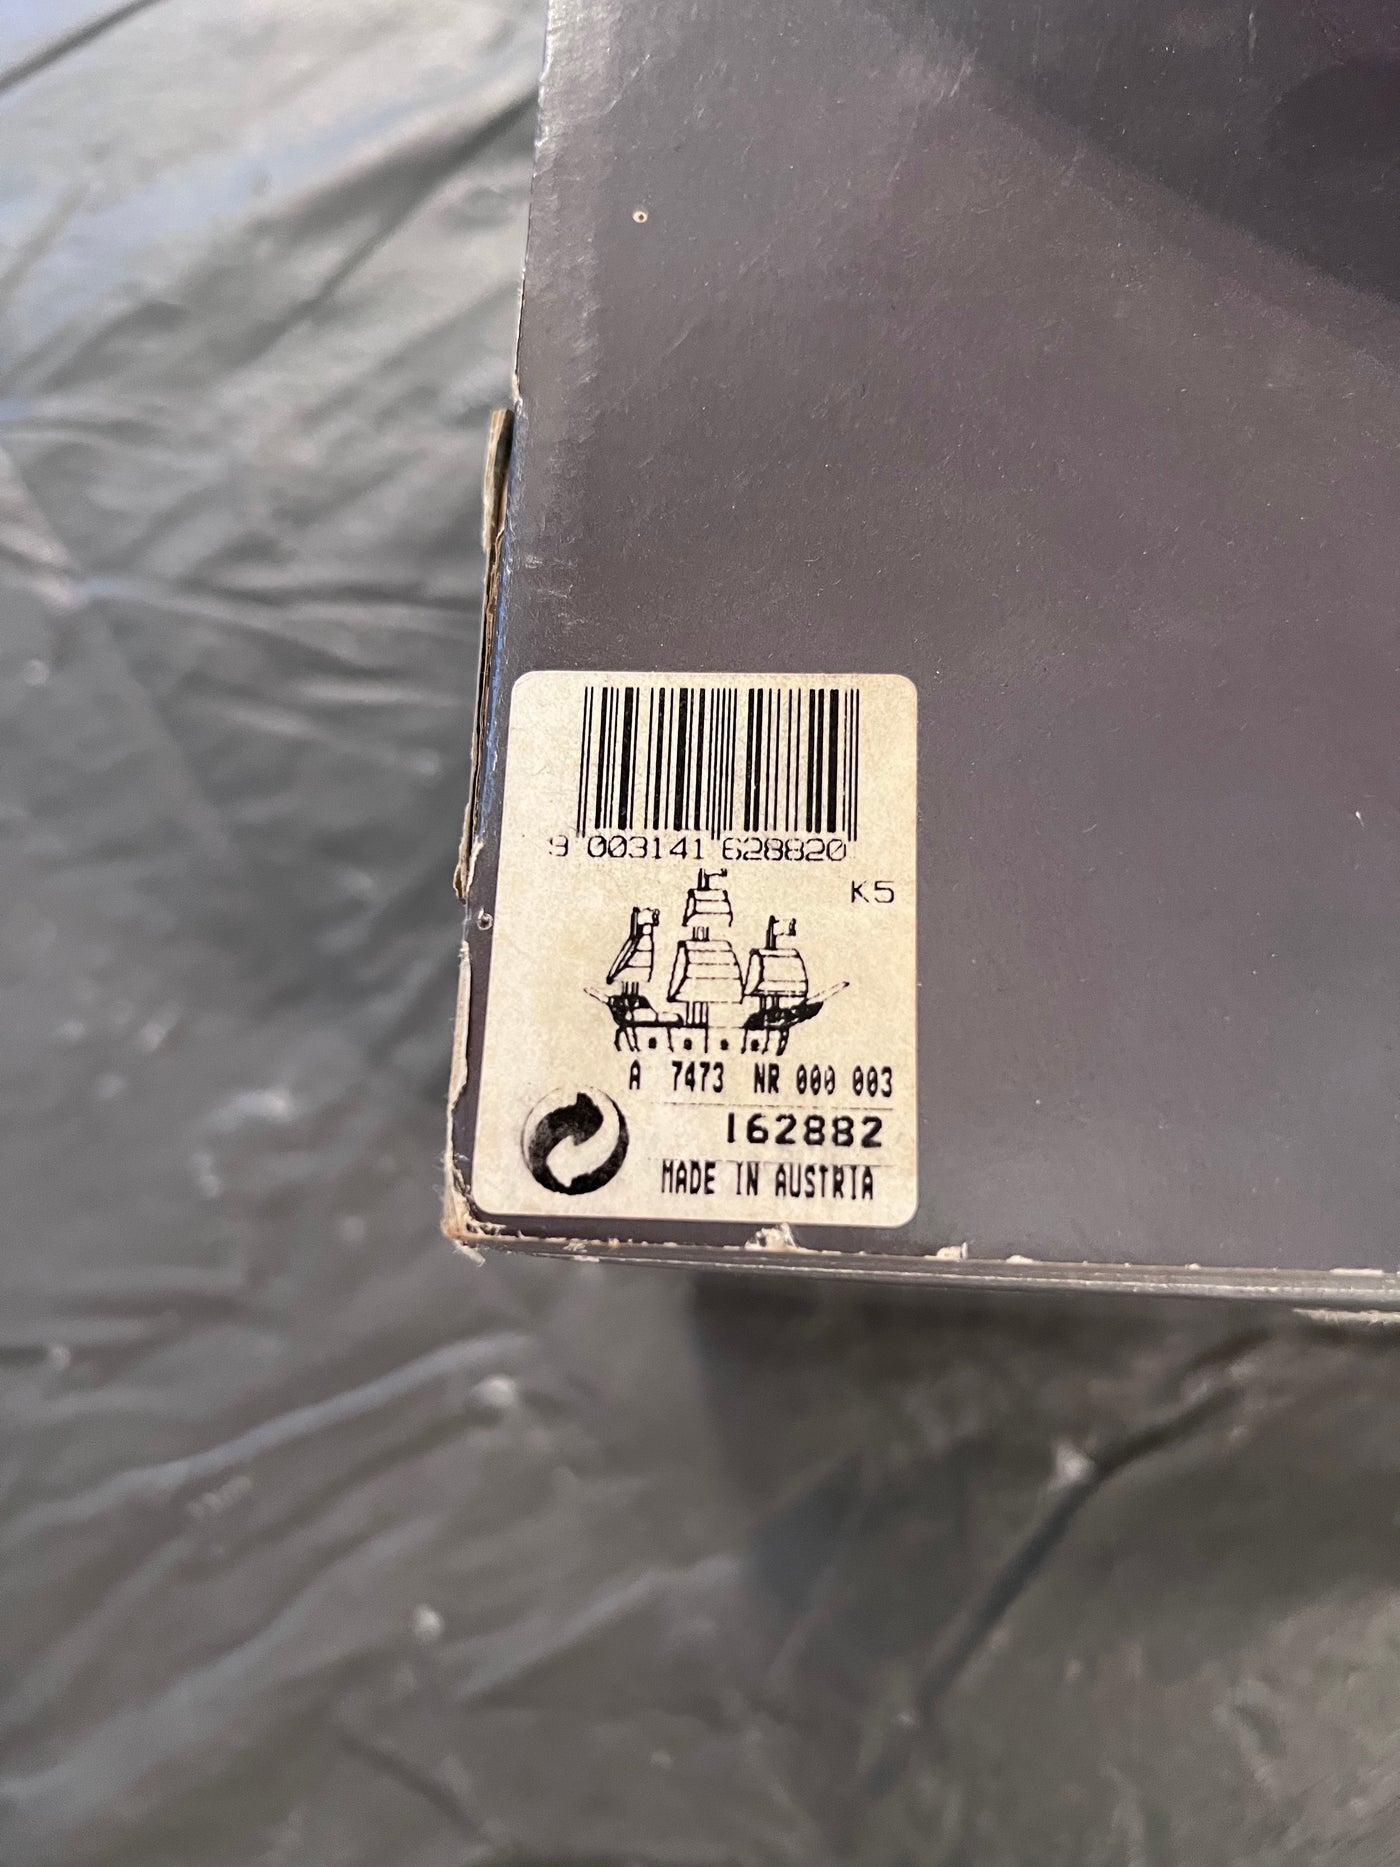 9 003141 628820
K5
A 7473 NR 000 003
162882
MADE IN AUSTRIA